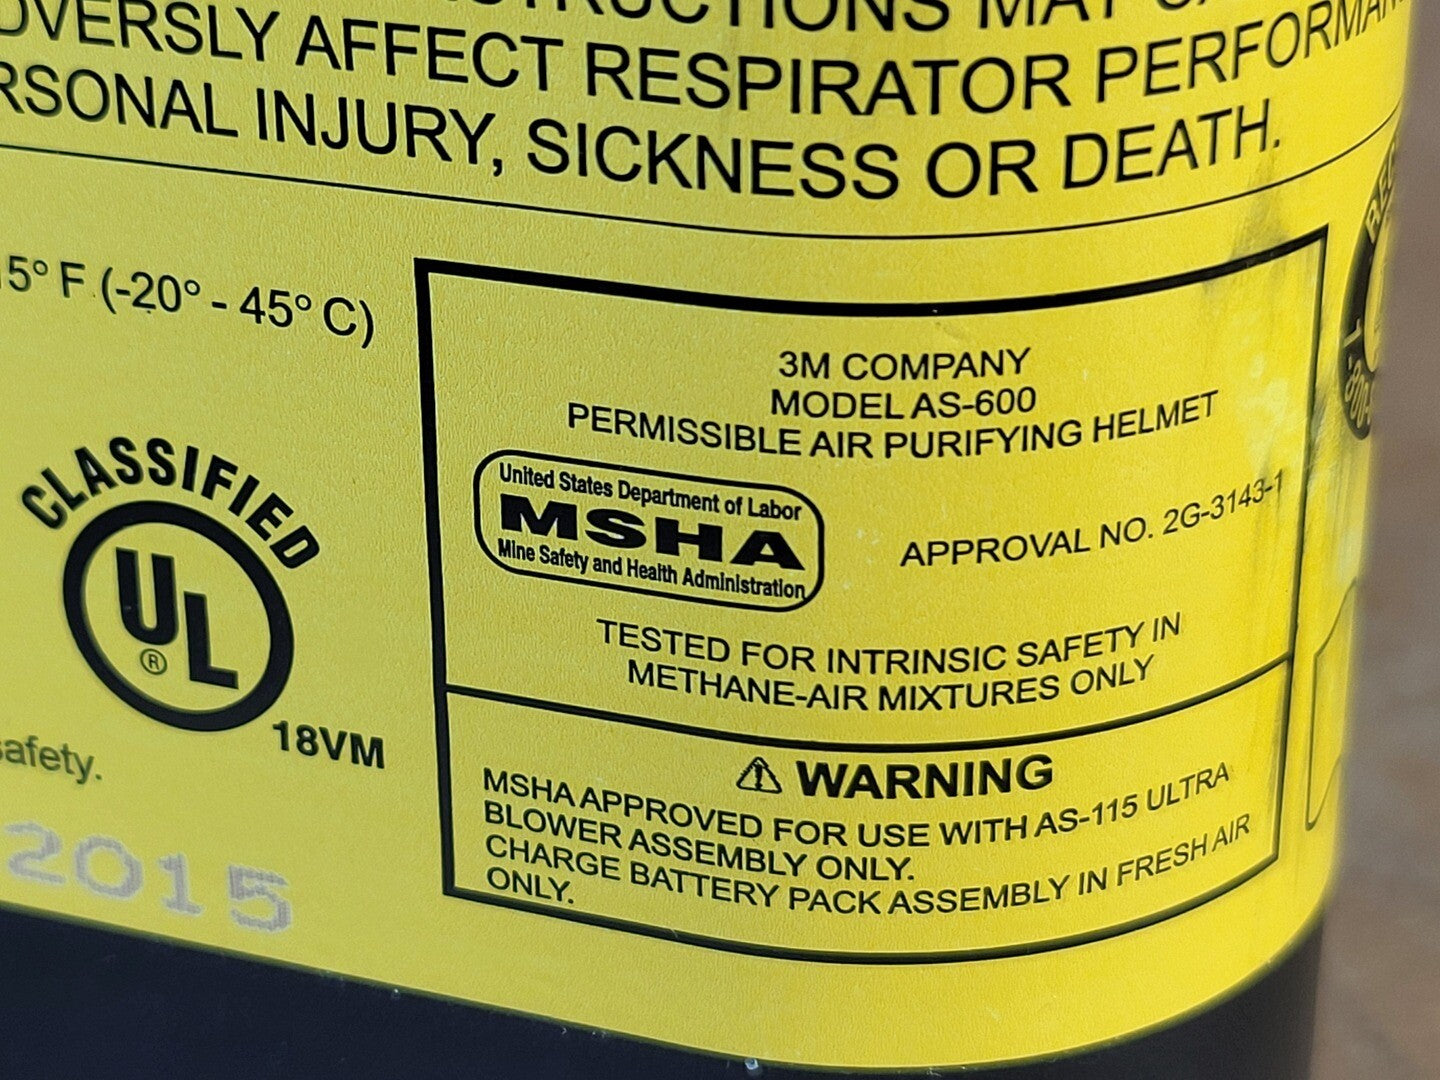 MAY
ADVERSLY AFFECT RESPIRATOR
PERSONAL INJURY, SICKNESS OR DEATH.
5° F (-20° - 45° C)
CLASSIFIED
UL
®
18VM
safety.
2015
3M COMPANY
MODEL AS-600
PERMISSIBLE AIR PURIFYING HELMET
United States Department of Labor
MSHA
Mine Safety and Health Administration
APPROVAL NO. 2G-3143-1
TESTED FOR INTRINSIC SAFETY IN
METHANE-AIR MIXTURES ONLY
WARNING
MSHA APPROVED FOR USE WITH AS-115 ULTRA
BLOWER ASSEMBLY ONLY.
CHARGE BATTERY PACK ASSEMBLY IN FRESH AIR
ONLY.